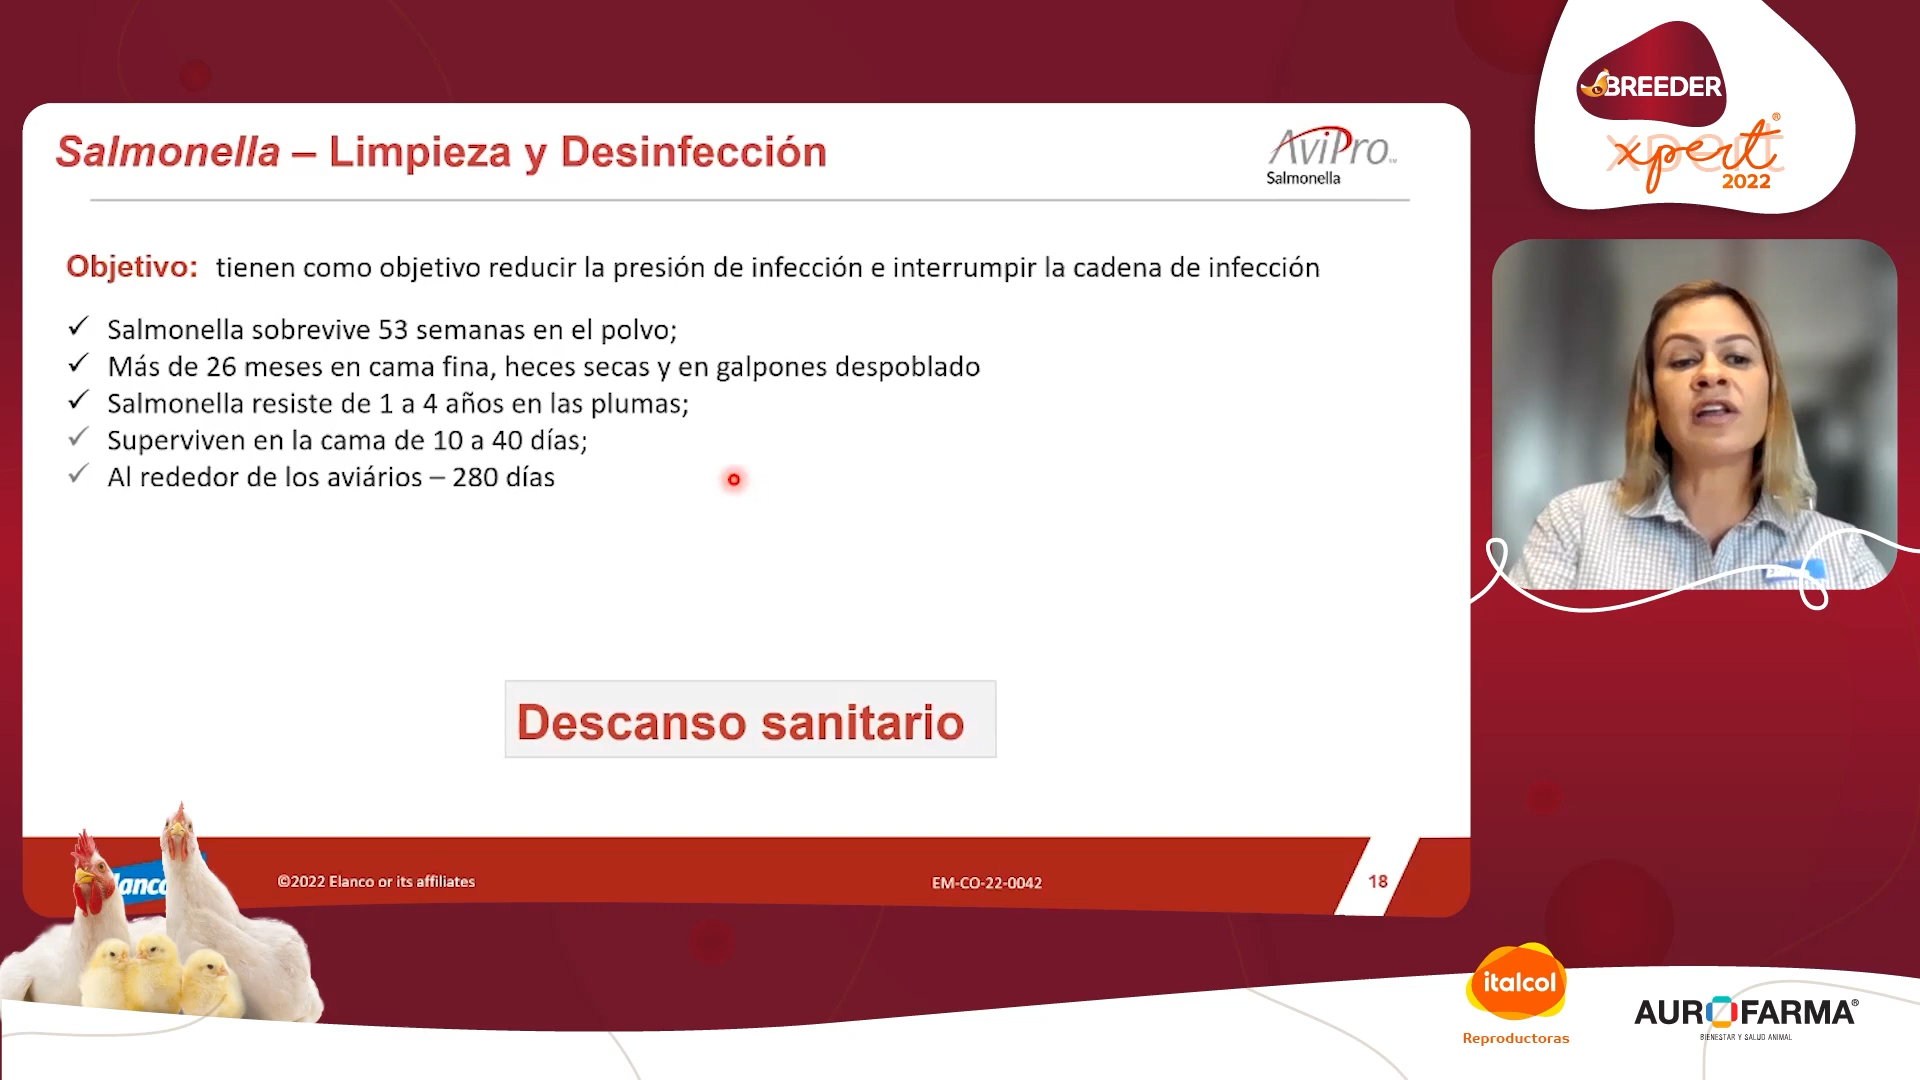 Salmonella – Limpieza y Desinfección
AviPro
Salmonella
Objetivo: tienen como objetivo reducir la presión de infección e interrumpir la cadena de infección
✓ Salmonella sobrevive 53 semanas en el polvo;
✓ Más de 26 meses en cama fina, heces secas y en galpones despoblado
✓ Salmonella resiste de 1 a 4 años en las plumas;
✓ Superviven en la cama de 10 a 40 días;
✓ Al rededor de los aviários – 280 días
Descanso sanitario
©2022 Elanco or its affiliates
EM-CO-22-0042
18
BREEDER
xpert®
2022
italcol
Reproductoras
AUROFARMA®
BIENESTAR Y SALUD ANIMAL